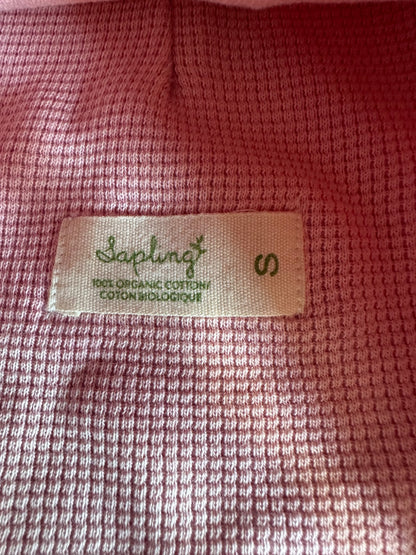 Sapling
100% ORGANIC COTTON/
COTON BIOLOGIQUE
S